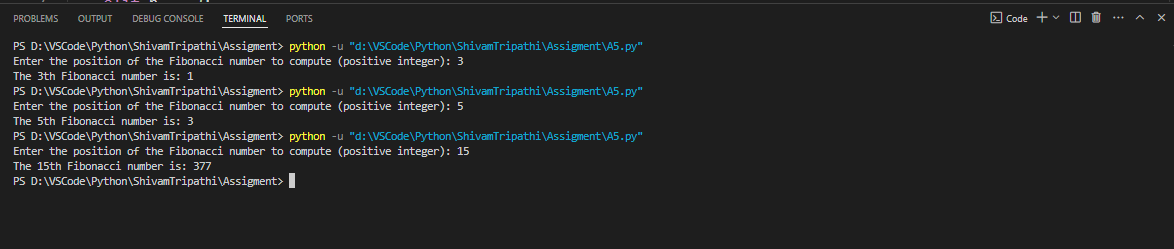 PROBLEMS OUTPUT DEBUG CONSOLE TERMINAL PORTS Code
PS D:\VSCode\Python\ShivamTripathi\Assigment> python -u "d:\VSCode\Python\ShivamTripathi\Assigment\A5.py"
Enter the position of the Fibonacci number to compute (positive integer): 3
The 3th Fibonacci number is: 1
PS D:\VSCode\Python\ShivamTripathi\Assigment> python -u "d:\VSCode\Python\ShivamTripathi\Assigment\A5.py"
Enter the position of the Fibonacci number to compute (positive integer): 5
The 5th Fibonacci number is: 3
PS D:\VSCode\Python\ShivamTripathi\Assigment> python -u "d:\VSCode\Python\ShivamTripathi\Assigment\A5.py"
Enter the position of the Fibonacci number to compute (positive integer): 15
The 15th Fibonacci number is: 377
PS D:\VSCode\Python\ShivamTripathi\Assigment>